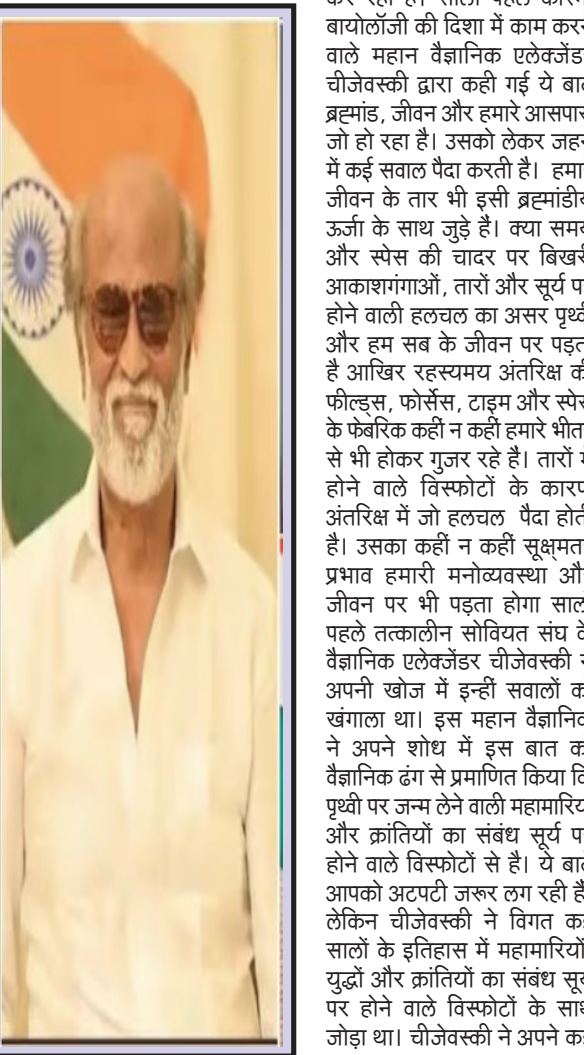 बायोलॉजी की दिशा में काम करन
वाले महान वैज्ञानिक एलेक्जेंड
चीजेवस्की द्वारा कही गई ये बात
ब्रह्मांड, जीवन और हमारे आसपास
जो हो रहा है। उसको लेकर जहन
में कई सवाल पैदा करती है। हमार
जीवन के तार भी इसी ब्रह्मांडीय
ऊर्जा के साथ जुड़े हैं। क्या समय
और स्पेस की चादर पर बिखरी
आकाशगंगाओं, तारों और सूर्य प
होने वाली हलचल का असर पृथ्वी
और हम सब के जीवन पर पड़त
है आखिर रहस्यमय अंतरिक्ष की
फील्ड्स, फोर्सेस, टाइम और स्पेस
के फेबरिक कहीं न कहीं हमारे भीत
से भी होकर गुजर रहे हैं। तारों में
होने वाले विस्फोटों के कारण
अंतरिक्ष में जो हलचल पैदा होती
है। उसका कहीं न कहीं सूक्ष्मता
प्रभाव हमारी मनोव्यवस्था और
जीवन पर भी पड़ता होगा सालों
पहले तत्कालीन सोवियत संघ के
वैज्ञानिक एलेक्जेंडर चीजेवस्की ने
अपनी खोज में इन्हीं सवालों क
खंगाला था। इस महान वैज्ञानिक
ने अपने शोध में इस बात क
वैज्ञानिक ढंग से प्रमाणित किया कि
पृथ्वी पर जन्म लेने वाली महामारिय
और क्रांतियों का संबंध सूर्य प
होने वाले विस्फोटों से है। ये बात
आपको अटपटी जरूर लग रही हैं
लेकिन चीजेवस्की ने विगत कई
सालों के इतिहास में महामारियों
युद्धों और क्रांतियों का संबंध सूर्य
पर होने वाले विस्फोटों के साथ
जोड़ा था। चीजेवस्की ने अपने कई